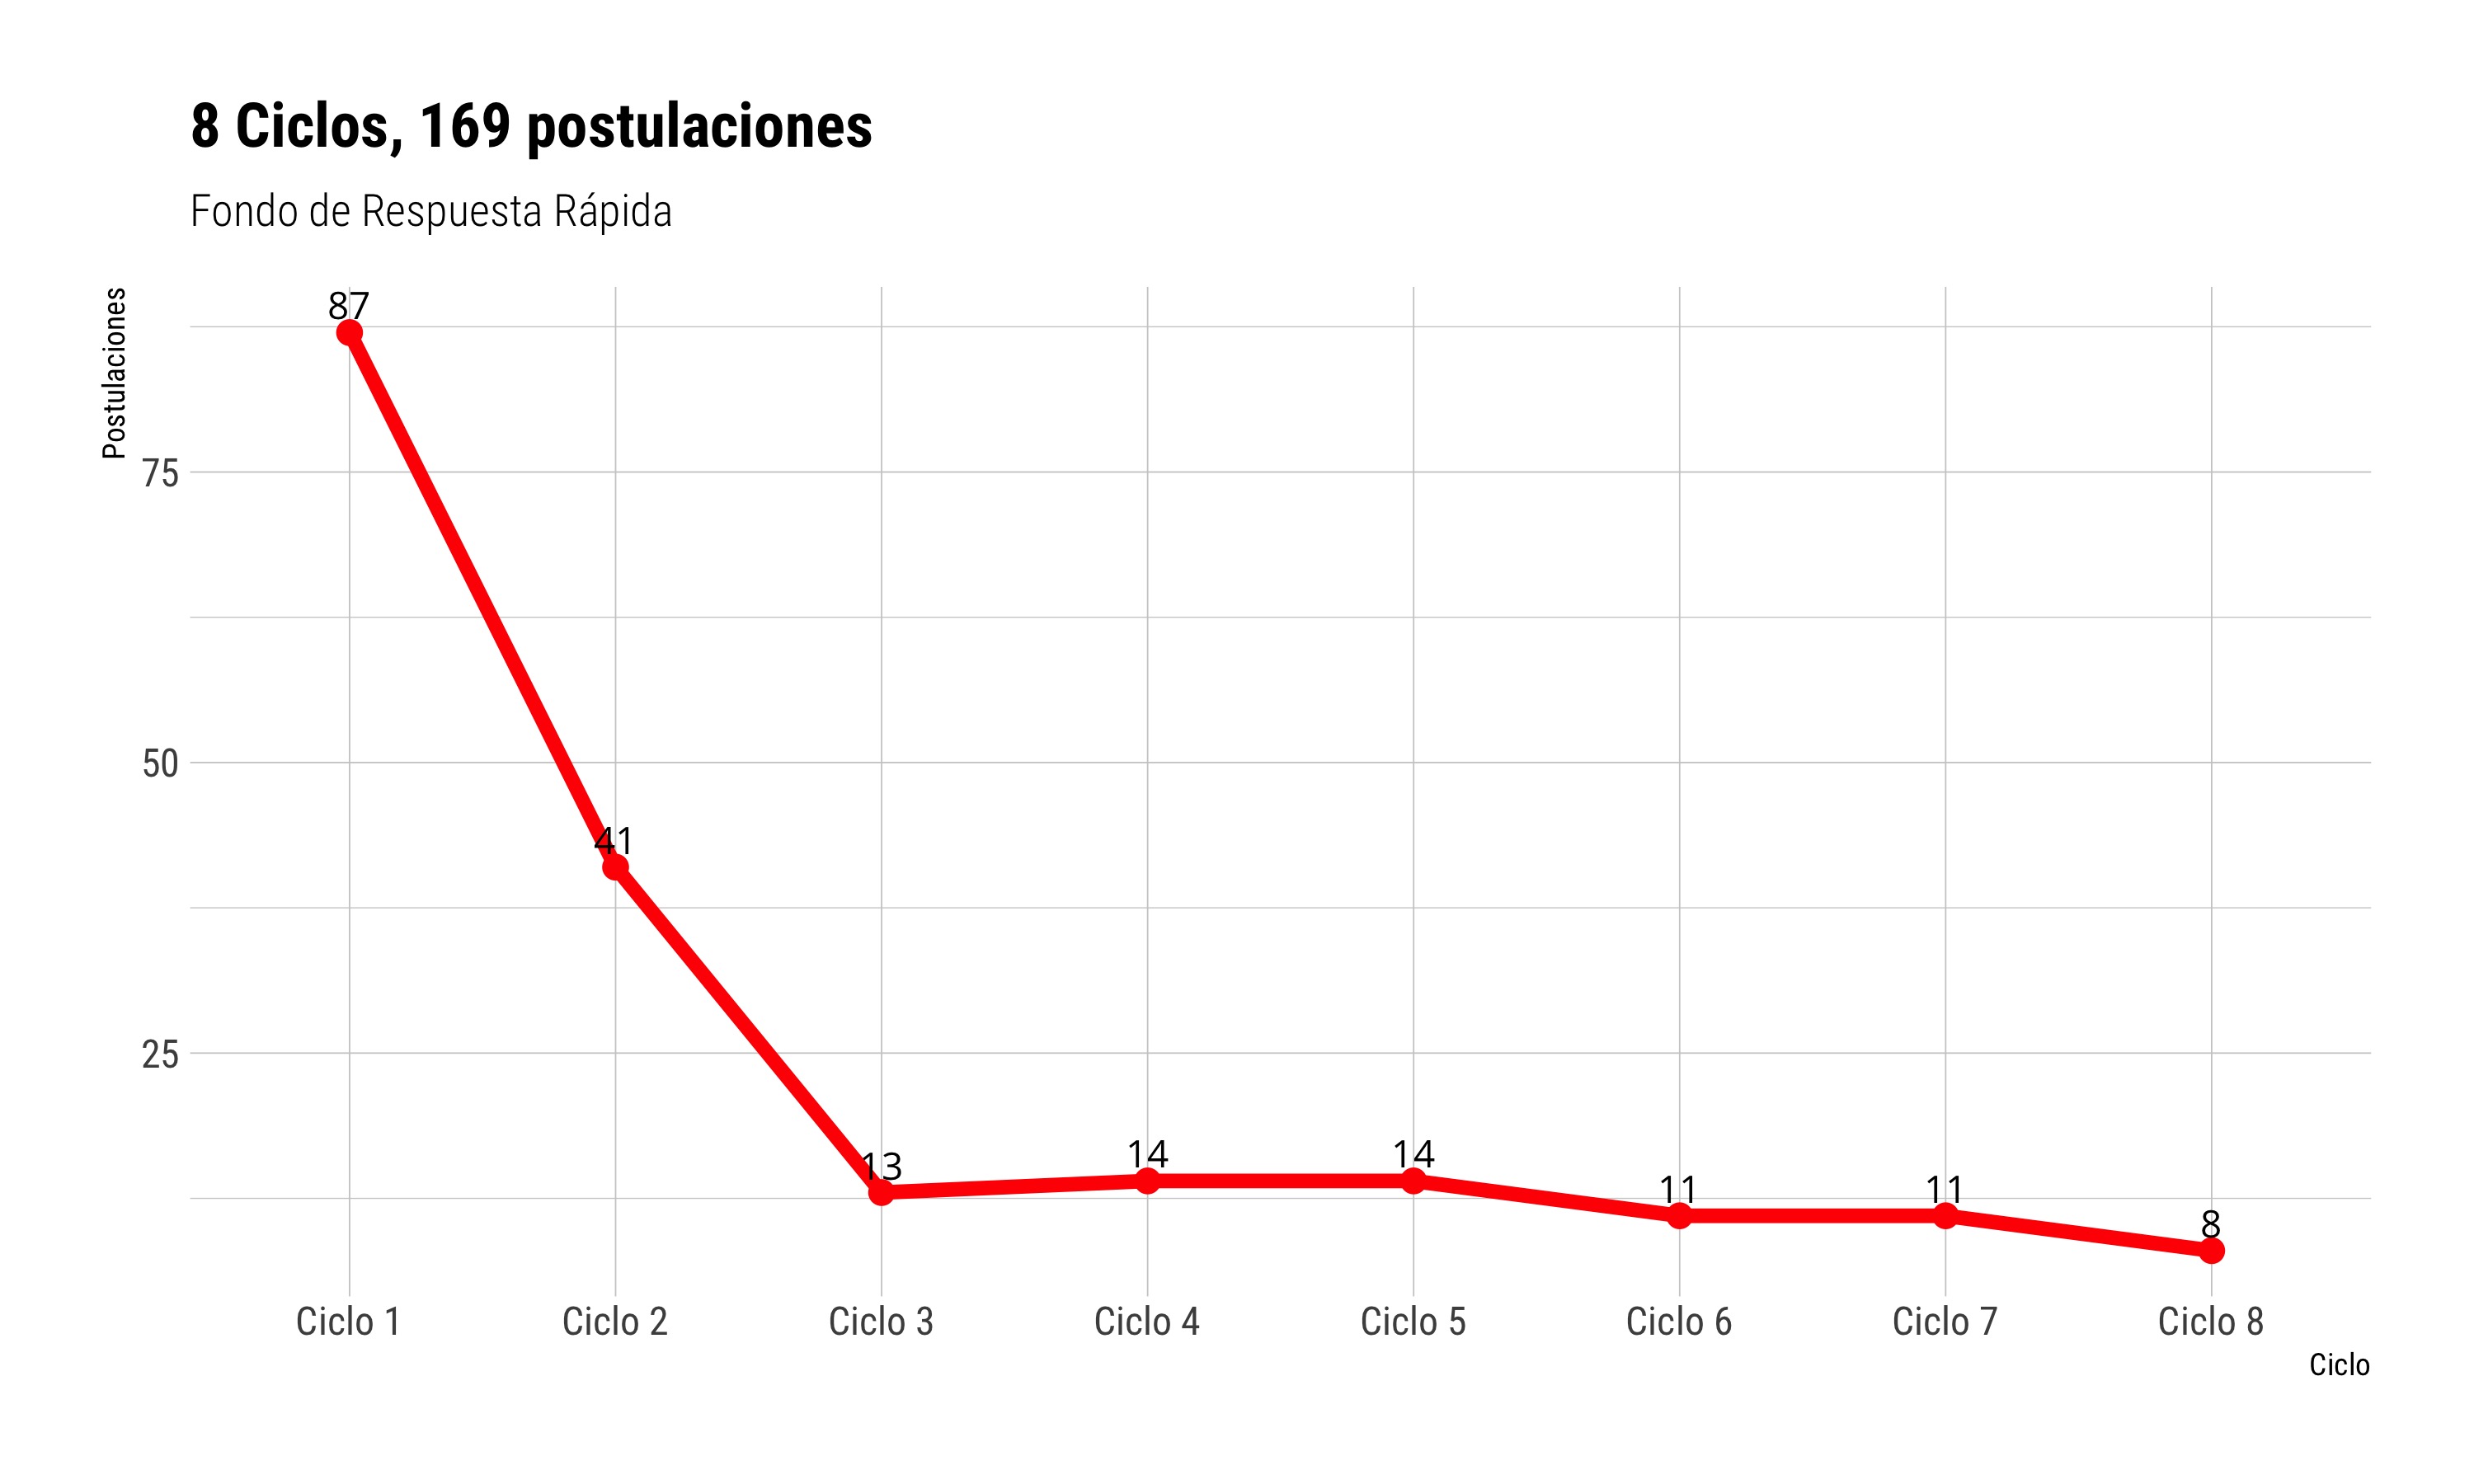 8 Ciclos, 169 postulaciones
Fondo de Respuesta Rápida
Postulaciones
87
75
50
41
25
13
14
14
11
11
8
Ciclo 1
Ciclo 2
Ciclo 3
Ciclo 4
Ciclo 5
Ciclo 6
Ciclo 7
Ciclo 8
Ciclo